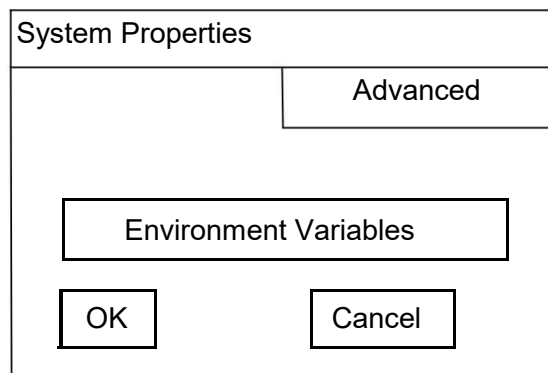 System Properties
Advanced
Environment Variables
OK Cancel